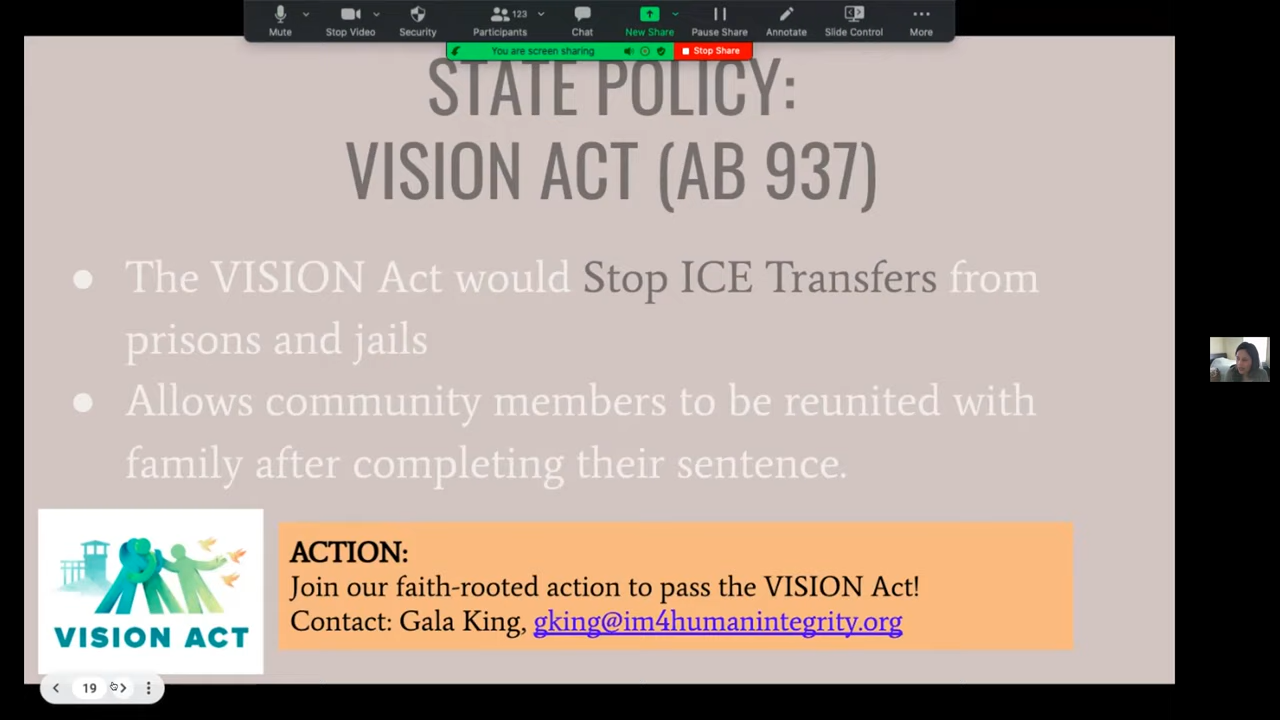 Mute
Stop Video
Security
123
Participants
Chat
New Share
Pause Share
Annotate
Slide Control
More
You are screen sharing
Stop Share
STATE POLICY:
VISION ACT (AB 937)
● The VISION Act would Stop ICE Transfers from
prisons and jails
● Allows community members to be reunited with
family after completing their sentence.
VISION ACT
ACTION:
Join our faith-rooted action to pass the VISION Act!
Contact: Gala King, gking@im4humanintegrity.org
19